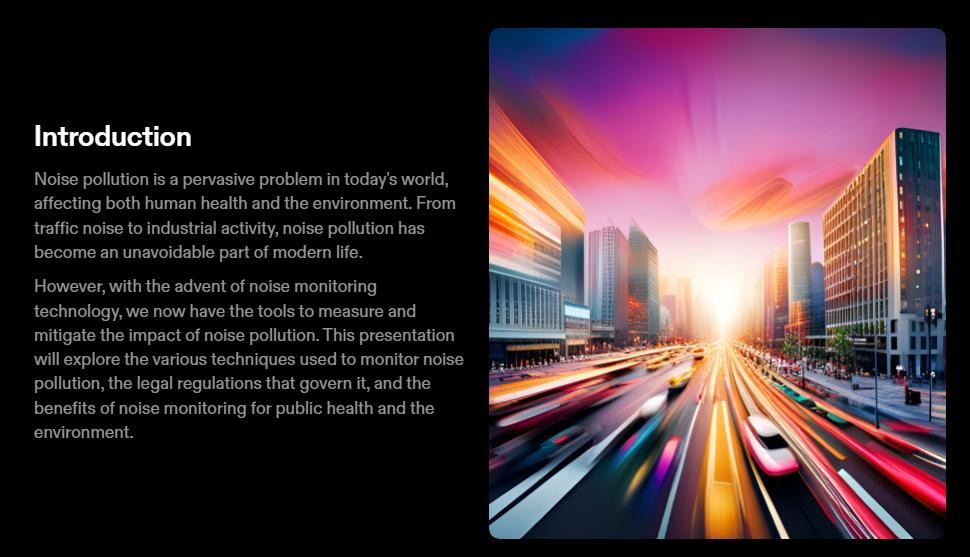 Introduction
Noise pollution is a pervasive problem in today's world,
affecting both human health and the environment. From
traffic noise to industrial activity, noise pollution has
become an unavoidable part of modern life.
However, with the advent of noise monitoring
technology, we now have the tools to measure and
mitigate the impact of noise pollution. This presentation
will explore the various techniques used to monitor noise
pollution, the legal regulations that govern it, and the
benefits of noise monitoring for public health and the
environment.